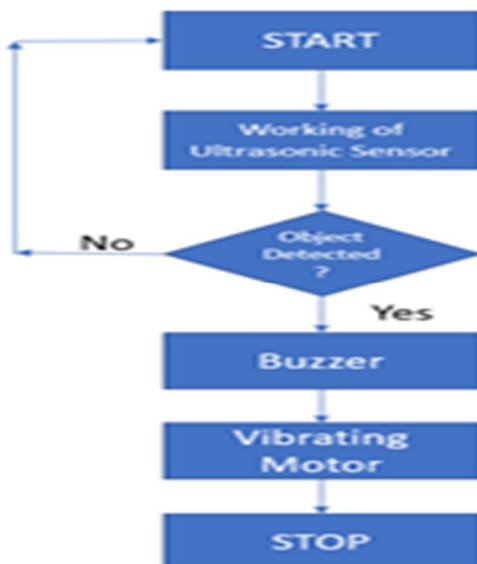 START
Working of
Ultrasonic Sensor
Object
Detected
?
No
Yes
Buzzer
Vibrating
Motor
STOP